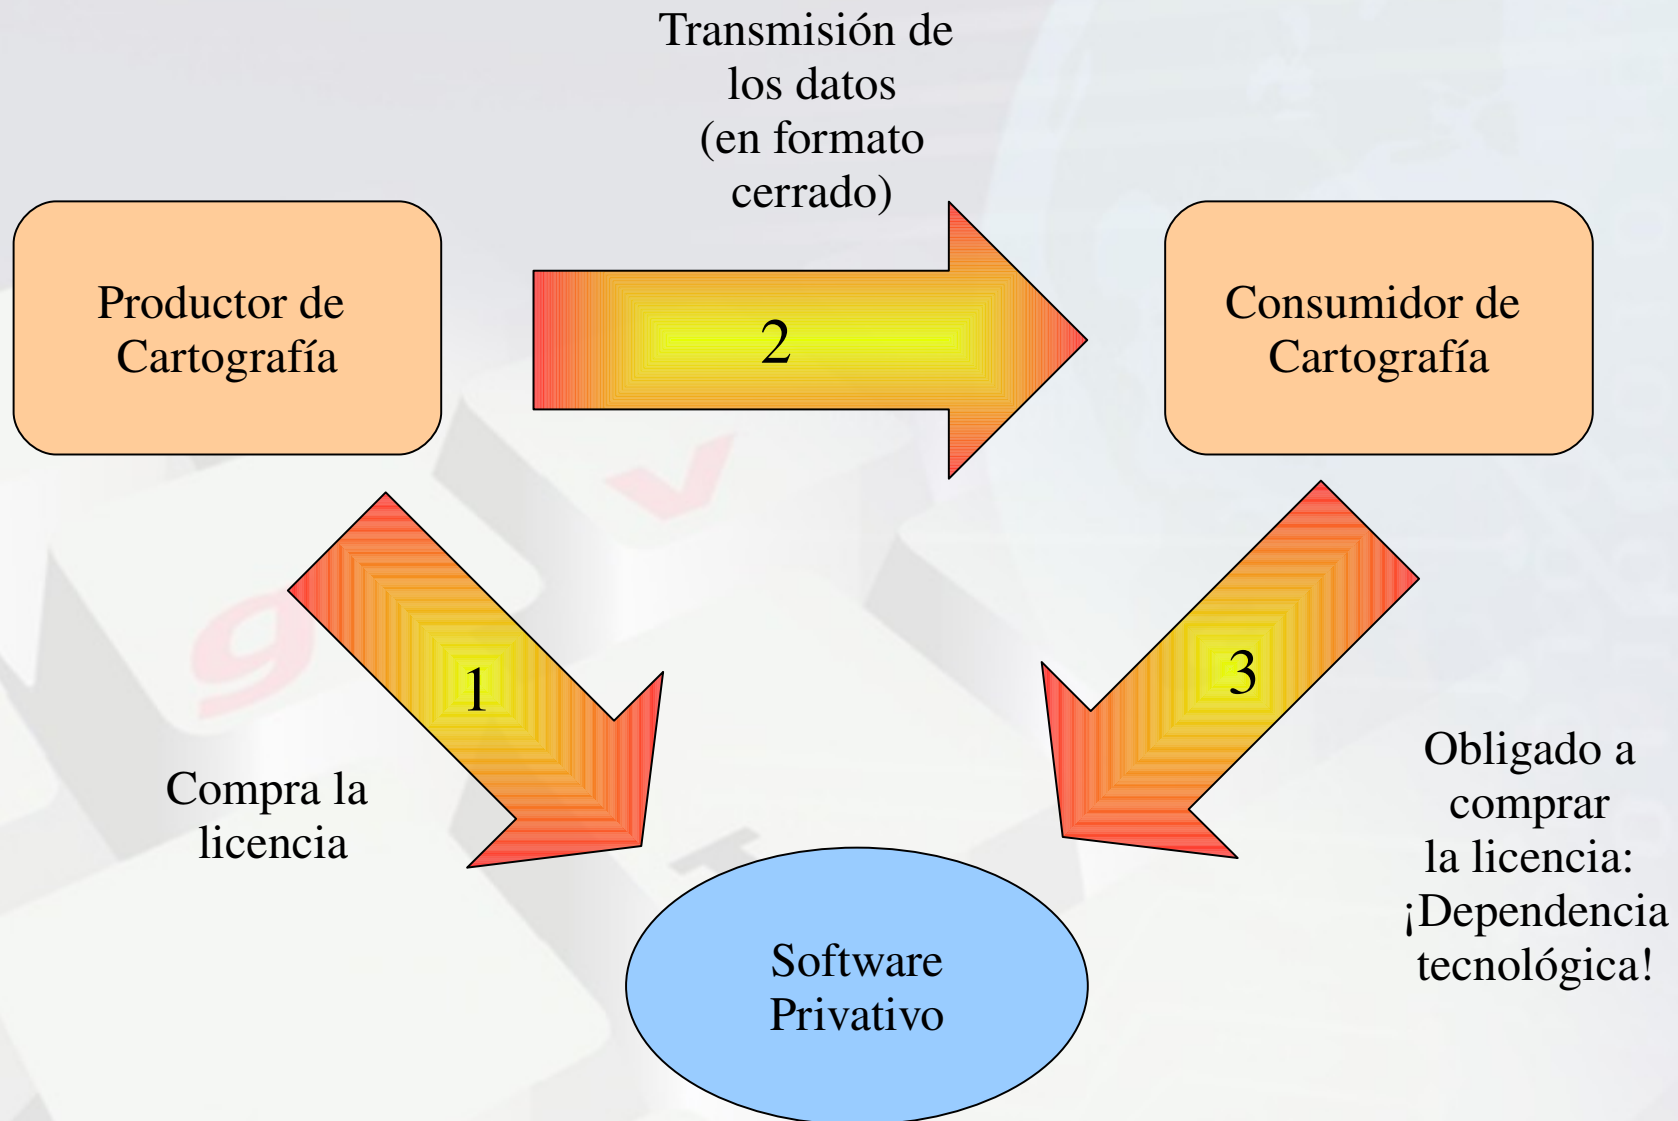 Transmisión de
los datos
(en formato
cerrado)
Productor de
Cartografía
2
Consumidor de
Cartografía
1
3
Compra la
licencia
Obligado a
comprar
la licencia:
¡Dependencia
tecnológica!
Software
Privativo
g
v